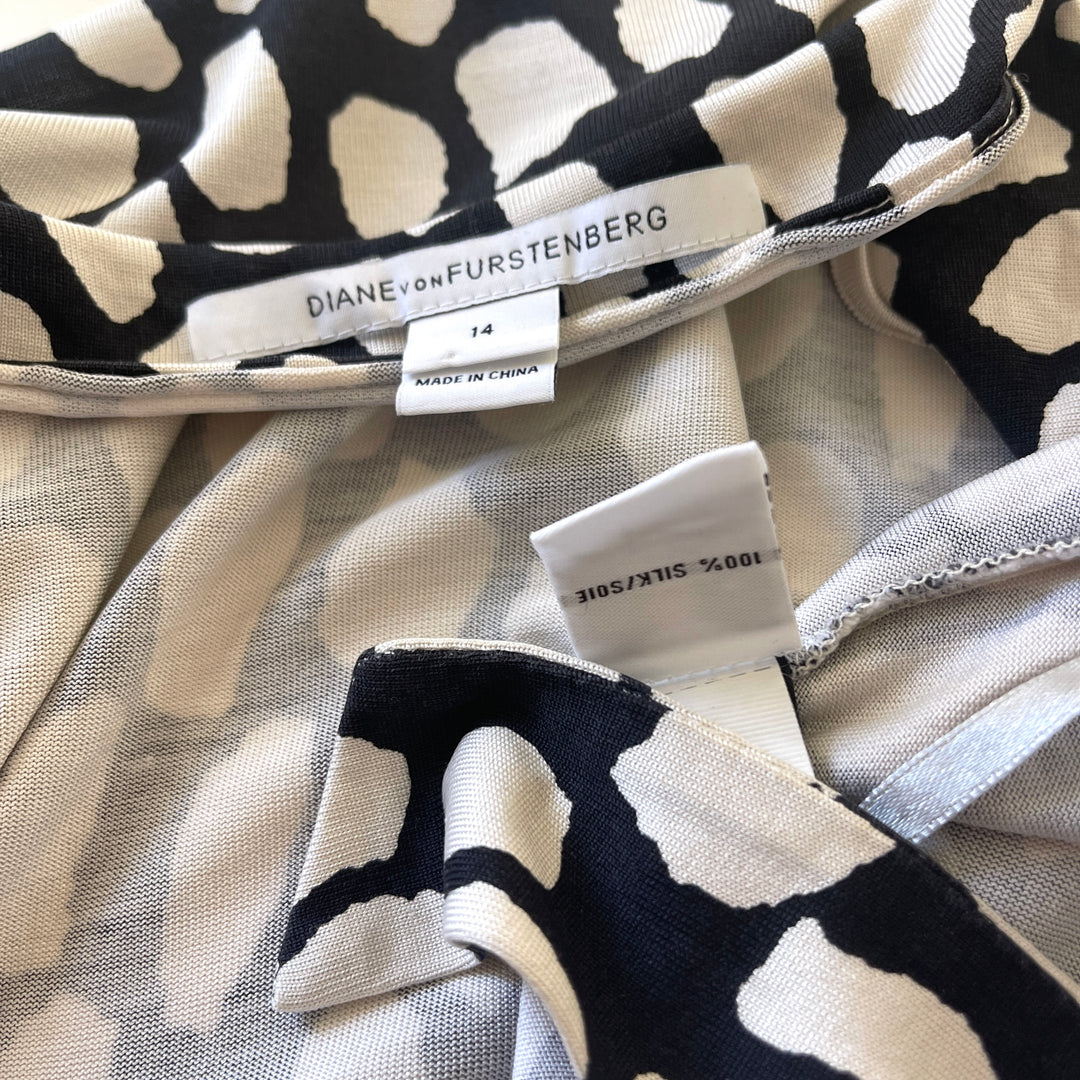 DIANE VON FURSTENBERG
14
MADE IN CHINA
100% SILK/SOIE